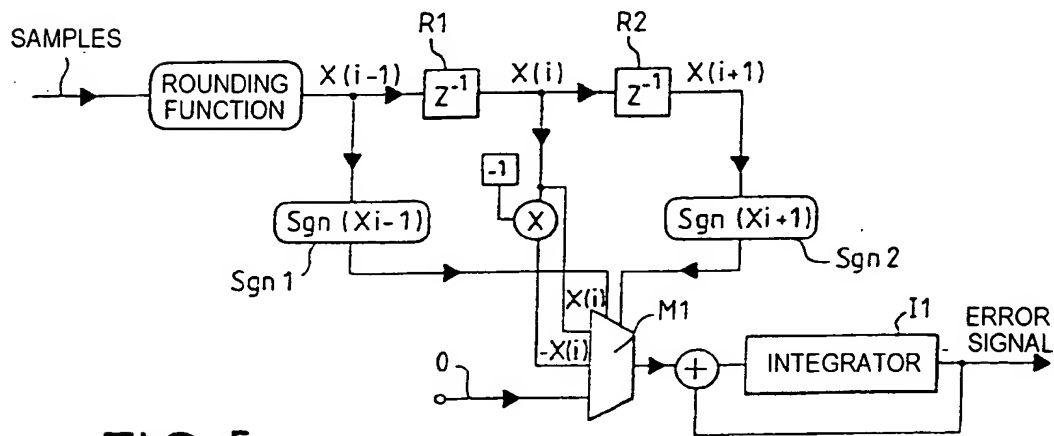 SAMPLES
ROUNDING
FUNCTION
X(i-1)
R1
Z⁻¹
X(i)
R2
Z⁻¹
X(i+1)
-1
X
Sgn (Xi-1)
Sgn 1
Sgn (Xi+1)
Sgn 2
X(i)
-X(i)
M1
0
+
I1
INTEGRATOR
-
ERROR
SIGNAL